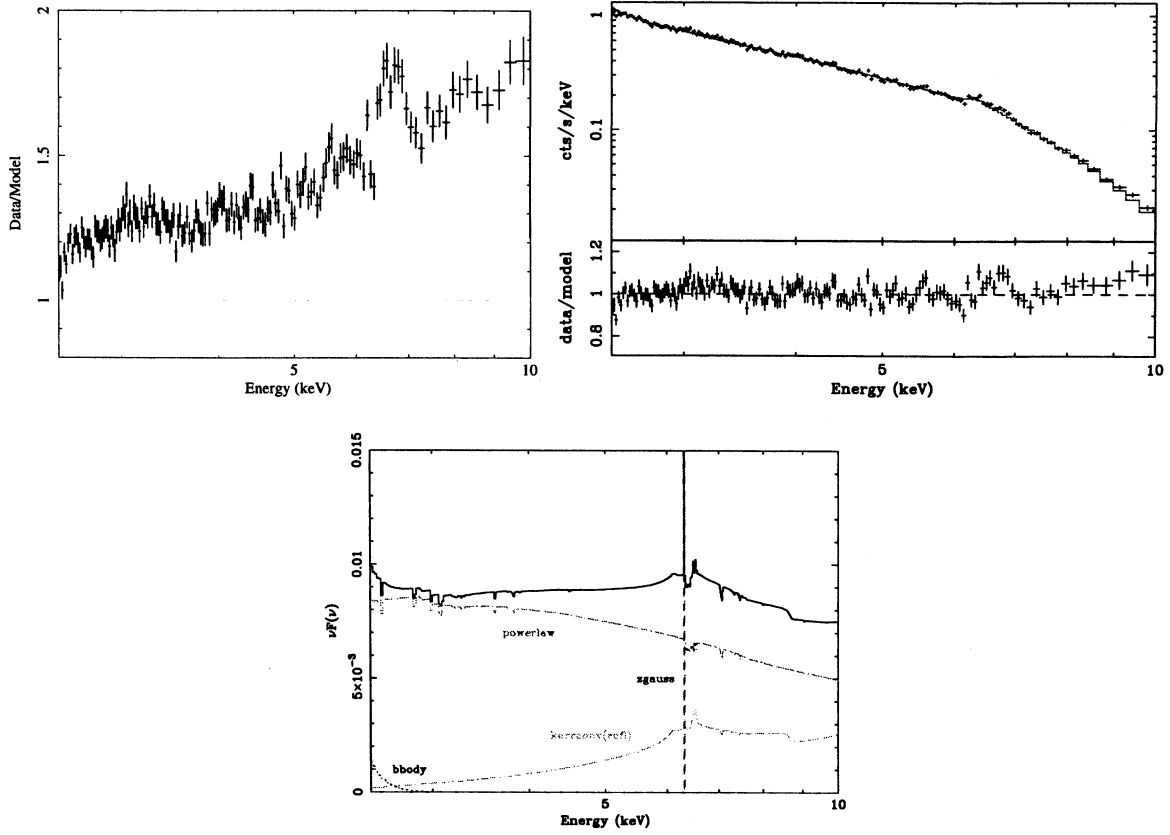 2
1.5
1
Data/Model
5
10
Energy (keV)
1
0.1
cts/s/keV
1.2
1
0.8
data/model
5
10
Energy (keV)
0.015
0.01
5×10⁻³
0
νF(ν)
powerlaw
zgauss
kerrconv(refl)
bbody
5
10
Energy (keV)